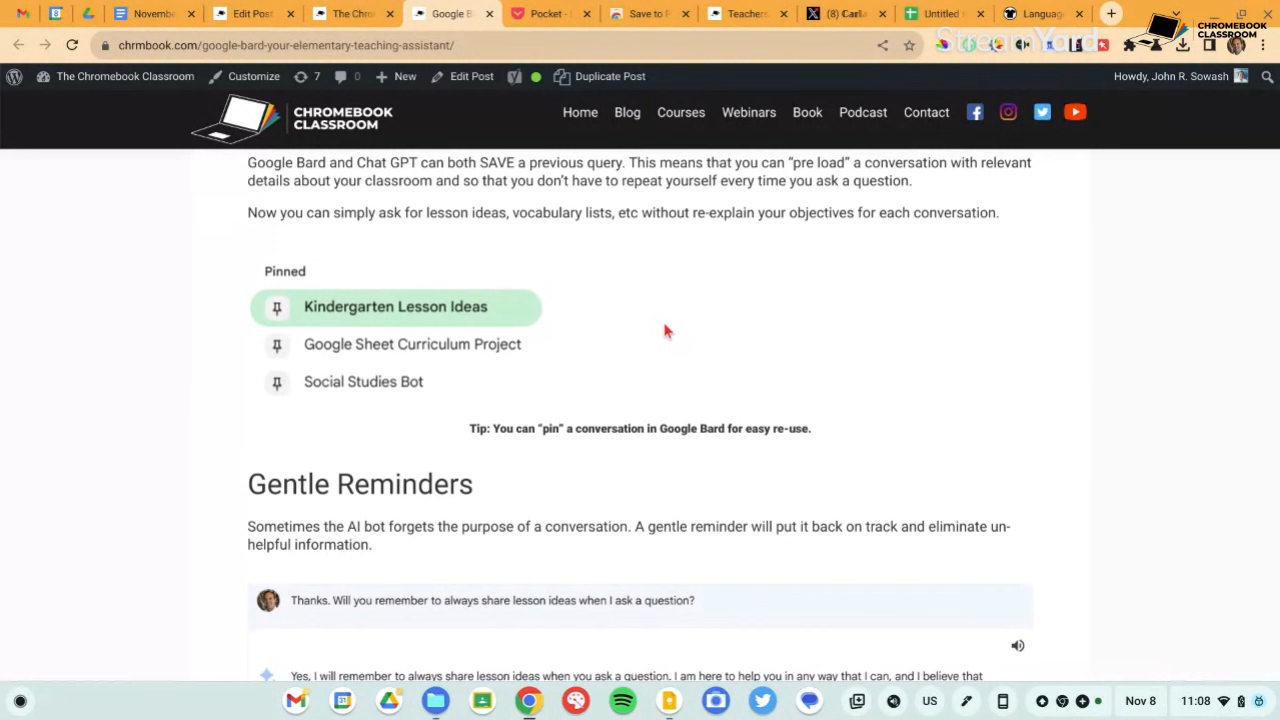 Novembe
Edit Post
The Chro
Google B
Pocket -
Save to P
Teachers
(8) Carla
Untitled
Language
chrmbook.com/google-bard-your-elementary-teaching-assistant/
StreamYard
CHROMEBOOK
CLASSROOM
The Chromebook Classroom
Customize
7
0
New
Edit Post
Duplicate Post
Howdy, John R. Sowash
CHROMEBOOK
CLASSROOM
Home
Blog
Courses
Webinars
Book
Podcast
Contact
Google Bard and Chat GPT can both SAVE a previous query. This means that you can “pre load” a conversation with relevant
details about your classroom and so that you don’t have to repeat yourself every time you ask a question.
Now you can simply ask for lesson ideas, vocabulary lists, etc without re-explain your objectives for each conversation.
Pinned
Kindergarten Lesson Ideas
Google Sheet Curriculum Project
Social Studies Bot
Tip: You can “pin” a conversation in Google Bard for easy re-use.
Gentle Reminders
Sometimes the AI bot forgets the purpose of a conversation. A gentle reminder will put it back on track and eliminate un-
helpful information.
Thanks. Will you remember to always share lesson ideas when I ask a question?
Yes, I will remember to always share lesson ideas when you ask a question. I am here to help you in any way that I can, and I believe that
US
Nov 8
11:08